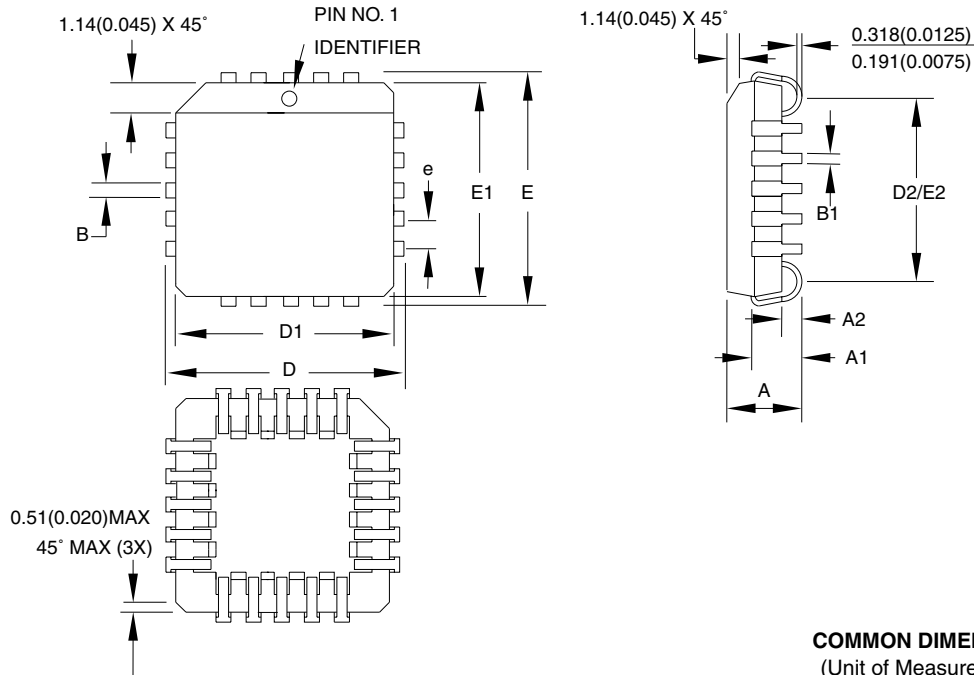 1.14(0.045) X 45˚
PIN NO. 1
IDENTIFIER
1.14(0.045) X 45˚
0.318(0.0125)
0.191(0.0075)
e
E1
E
B
D1
D
B1
D2/E2
A2
A1
A
0.51(0.020)MAX
45˚ MAX (3X)
COMMON DIME
(Unit of Measure